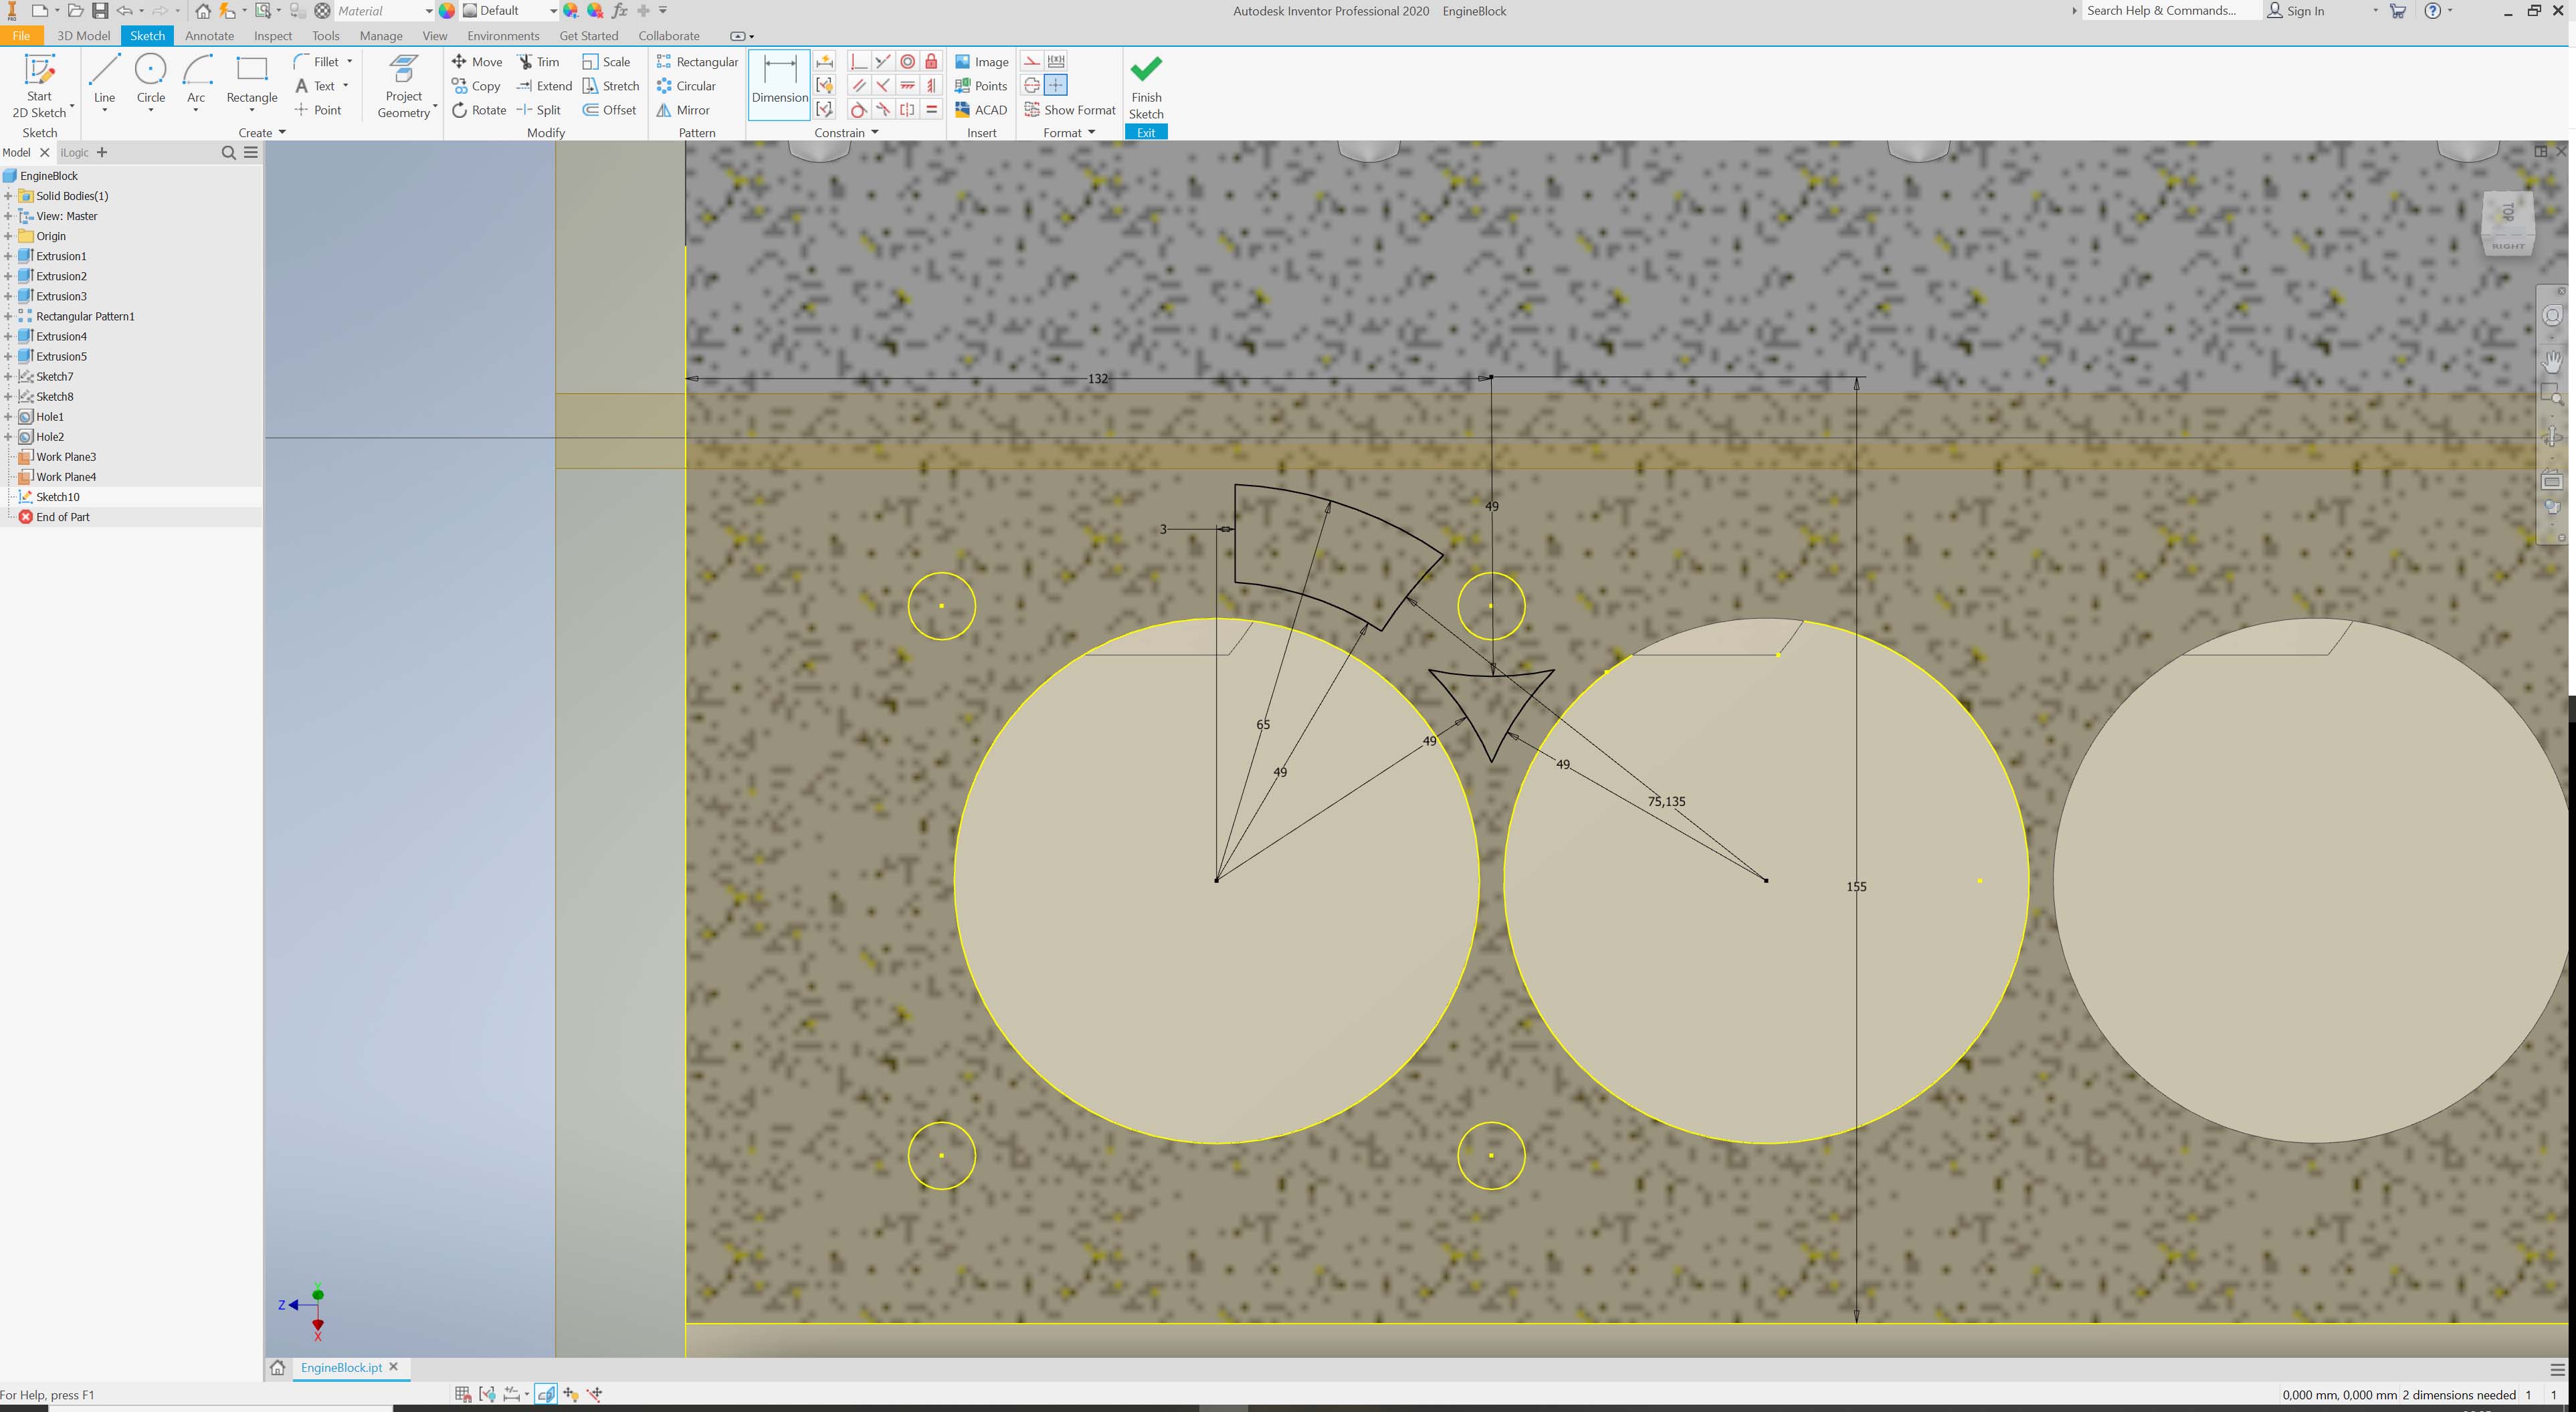 Material Default fx Autodesk Inventor Professional 2020 EngineBlock Search Help & Commands... Sign In
File 3D Model Sketch Annotate Inspect Tools Manage View Environments Get Started Collaborate
Start
2D Sketch
Sketch
Line
Circle
Arc
Rectangle
Fillet
Text
Point
Create
Project
Geometry
Move Trim Scale
Copy Extend Stretch
Rotate Split Offset
Modify
Rectangular
Circular
Mirror
Pattern
Dimension
Constrain
Image
Points
ACAD
Insert
Show Format
Format
Finish
Sketch
Exit
Model iLogic
EngineBlock
Solid Bodies(1)
View: Master
Origin
Extrusion1
Extrusion2
Extrusion3
Rectangular Pattern1
Extrusion4
Extrusion5
Sketch7
Sketch8
Hole1
Hole2
Work Plane3
Work Plane4
Sketch10
End of Part
TOP
RIGHT
132
49
3
65
49
49
49
75,135
155
Y
Z
X
EngineBlock.ipt
For Help, press F1
0,000 mm, 0,000 mm 2 dimensions needed 1 1